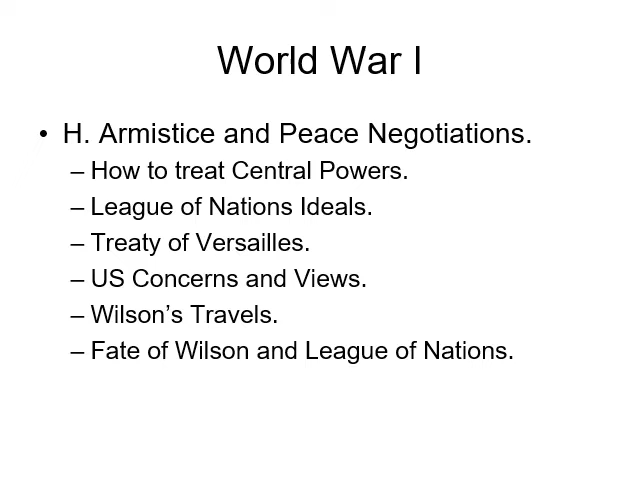 World War I
• H. Armistice and Peace Negotiations.
– How to treat Central Powers.
– League of Nations Ideals.
– Treaty of Versailles.
– US Concerns and Views.
– Wilson’s Travels.
– Fate of Wilson and League of Nations.